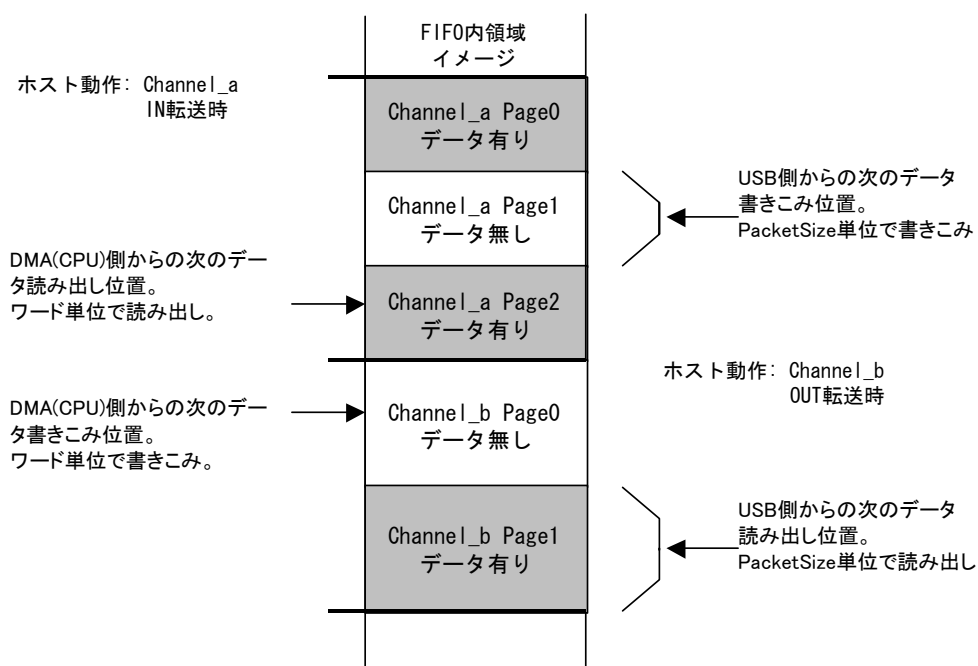 FIFO内領域
イメージ
ホスト動作: Channel_a
IN転送時
Channel_a Page0
データ有り
Channel_a Page1
データ無し
USB側からの次のデータ
書きこみ位置。
PacketSize単位で書きこみ
DMA(CPU)側からの次のデー
タ読み出し位置。
ワード単位で読み出し。
Channel_a Page2
データ有り
ホスト動作: Channel_b
OUT転送時
DMA(CPU)側からの次のデー
タ書きこみ位置。
ワード単位で書きこみ。
Channel_b Page0
データ無し
Channel_b Page1
データ有り
USB側からの次のデータ
読み出し位置。
PacketSize単位で読み出し